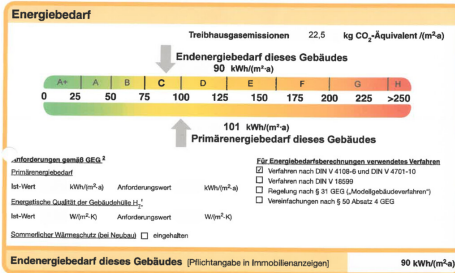 Energiebedarf
Treibhausgasemissionen 22,5 kg CO₂-Äquivalent /(m²·a)
Endenergiebedarf dieses Gebäudes
90 kWh/(m²·a)
A+ A B C D E F G H
0 25 50 75 100 125 150 175 200 225 >250
101 kWh/(m²·a)
Primärenergiebedarf dieses Gebäudes
Anforderungen gemäß GEG ²
Primärenergiebedarf
Ist-Wert kWh/(m²·a) Anforderungswert kWh/(m²·a)
Energetische Qualität der Gebäudehülle
Ist-Wert W/(m²·K) Anforderungswert W/(m²·K)
Sommerlicher Wärmeschutz (bei Neubau) eingehalten
Für Energiebedarfsberechnungen verwendetes Verfahren
Verfahren nach DIN V 4108-6 und DIN V 4701-10
Verfahren nach DIN V 18599
Regelung nach § 31 GEG („Modellgebäudeverfahren“)
Vereinfachungen nach § 50 Absatz 4 GEG
Endenergiebedarf dieses Gebäudes [Pflichtangabe in Immobilienanzeigen] 90 kWh/(m²·a)